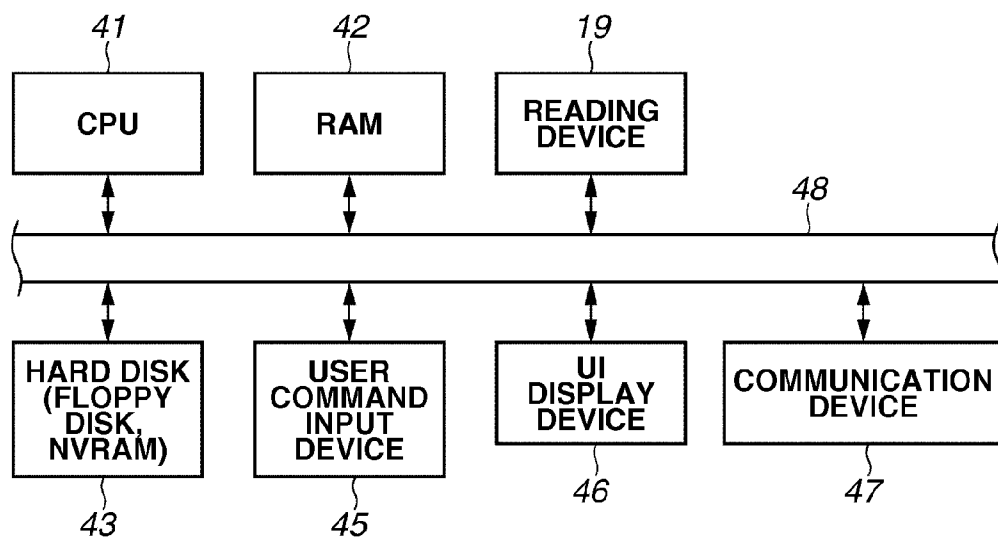 41
42
19
CPU
RAM
READING
DEVICE
48
HARD DISK
(FLOPPY
DISK,
NVRAM)
USER
COMMAND
INPUT
DEVICE
UI
DISPLAY
DEVICE
COMMUNICATION
DEVICE
43
45
46
47